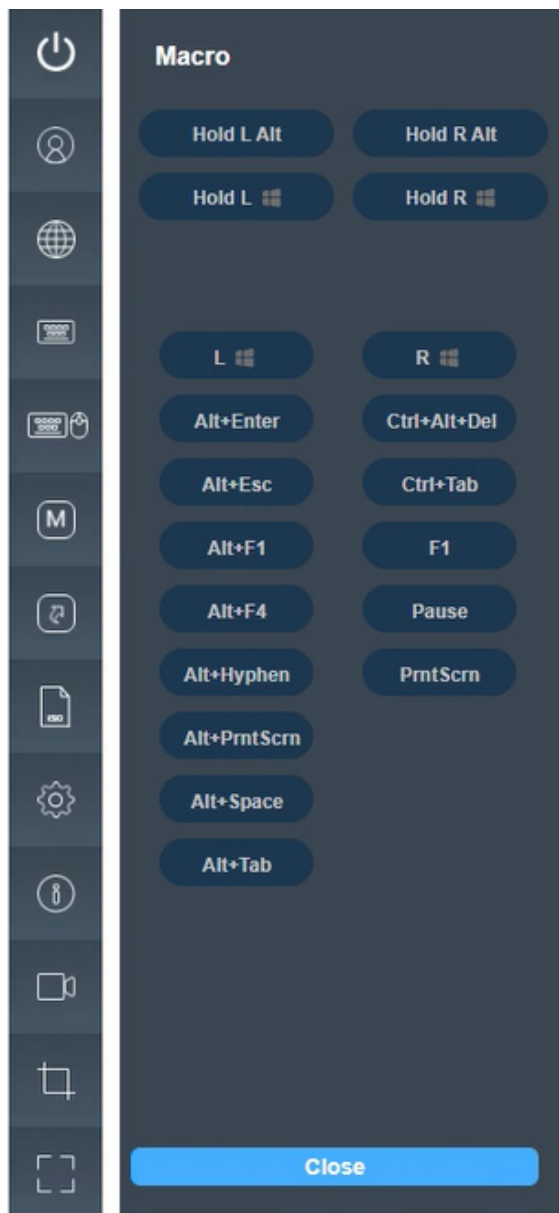 Macro
Hold L Alt
Hold R Alt
Hold L
Hold R
L
R
Alt+Enter
Ctrl+Alt+Del
Alt+Esc
Ctrl+Tab
Alt+F1
F1
Alt+F4
Pause
Alt+Hyphen
PrntScrn
Alt+PrntScrn
Alt+Space
Alt+Tab
M
ISO
Close